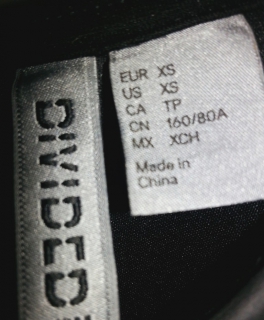 DIVIDED
EUR XS
US XS
CA TP
CN 160/80A
MX XCH
Made in
China